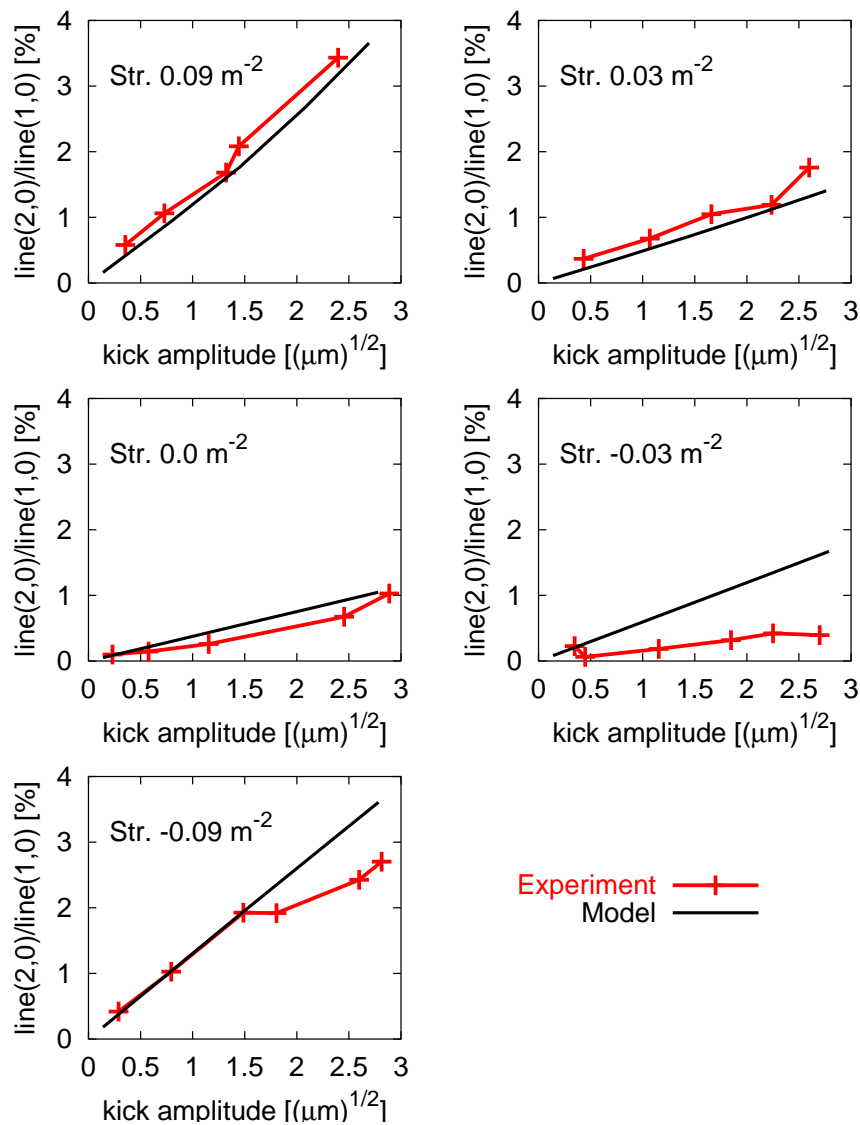 line(2,0)/line(1,0) [%]
4
3
2
1
0
Str. 0.09 m-2
0 0.5 1 1.5 2 2.5 3
kick amplitude [(μm)1/2]
line(2,0)/line(1,0) [%]
4
3
2
1
0
Str. 0.03 m-2
0 0.5 1 1.5 2 2.5 3
kick amplitude [(μm)1/2]
line(2,0)/line(1,0) [%]
4
3
2
1
0
Str. 0.0 m-2
0 0.5 1 1.5 2 2.5 3
kick amplitude [(μm)1/2]
line(2,0)/line(1,0) [%]
4
3
2
1
0
Str. -0.03 m-2
0 0.5 1 1.5 2 2.5 3
kick amplitude [(μm)1/2]
line(2,0)/line(1,0) [%]
4
3
2
1
0
Str. -0.09 m-2
0 0.5 1 1.5 2 2.5 3
kick amplitude [(μm)1/2]
Experiment
Model